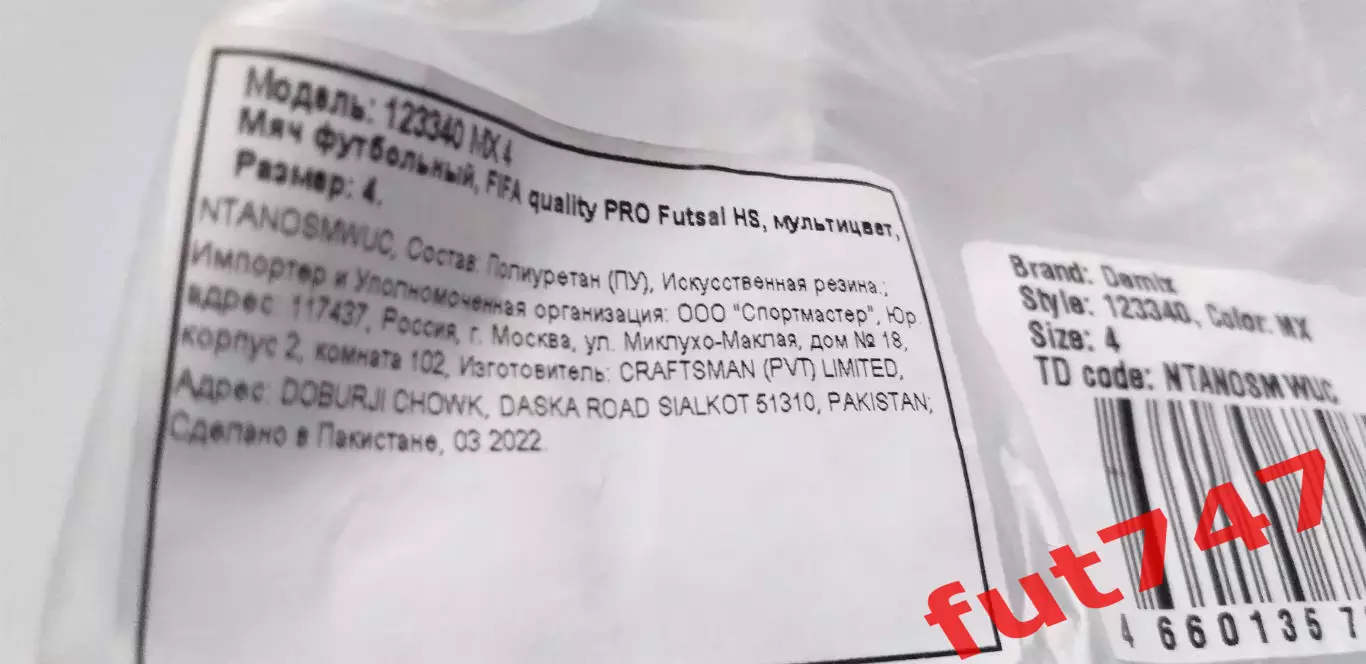 Модель: 123340 MX 4
Мяч футбольный, FIFA quality PRO Futsal HS, мультицвет,
Размер: 4.
NTANOSMWUC, Состав: Полиуретан (ПУ), Искусственная резина.;
Импортер и Уполномоченная организация: ООО "Спортмастер", Юр.
адрес: 117437, Россия, г. Москва, ул. Миклухо-Маклая, дом № 18,
корпус 2, комната 102, Изготовитель: CRAFTSMAN (PVT) LIMITED,
Адрес: DOBURJI CHOWK, DASKA ROAD SIALKOT 51310, PAKISTAN;
Сделано в Пакистане, 03 2022.
Brand: Demix
Style: 123340, Color: MX
Size: 4
TD code: NTANOSMWUC
4 660135 7
fut747